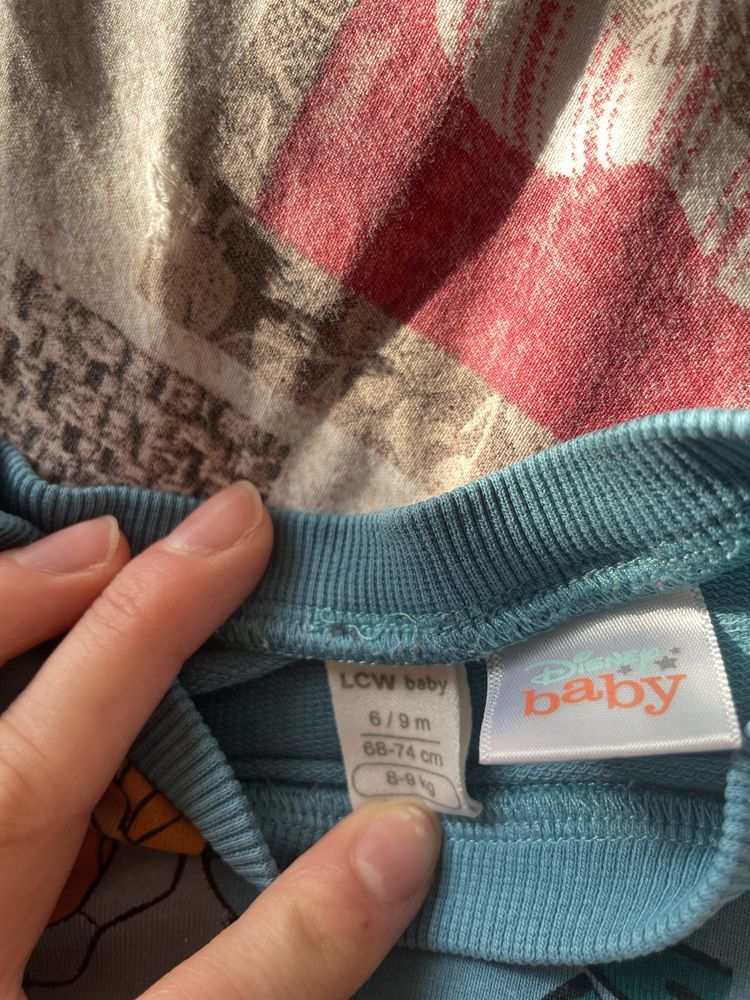 LCW baby
6 / 9 m
68-74 cm
8-9 kg
Disney
baby